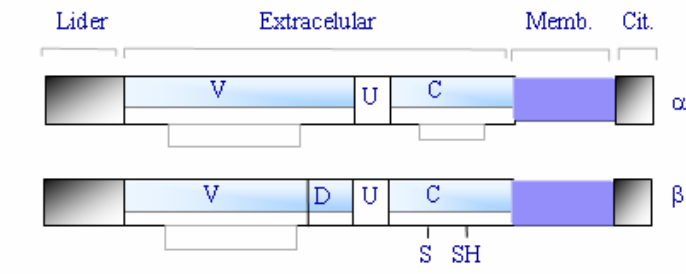 Lider Extracelular Memb. Cit.
V U C α
V D U C β
S SH